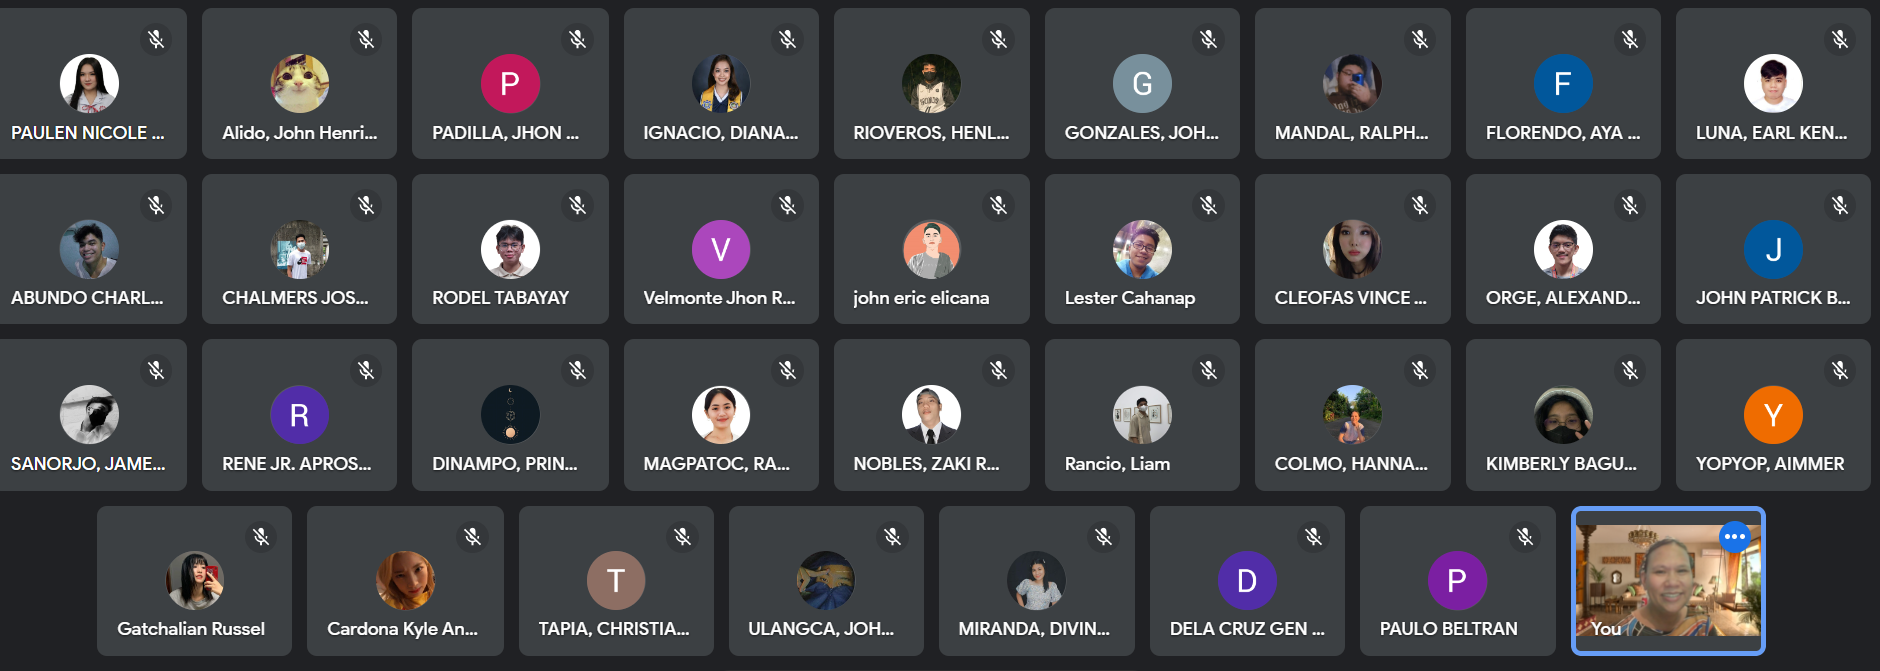 PAULEN NICOLE ...
Alido, John Henri...
P
PADILLA, JHON ...
IGNACIO, DIANA...
RIOVEROS, HENL...
G
GONZALES, JOH...
MANDAL, RALPH...
F
FLORENDO, AYA ...
LUNA, EARL KEN...
ABUNDO CHARL...
CHALMERS JOS...
RODEL TABAYAY
V
Velmonte Jhon R...
john eric elicana
Lester Cahanap
CLEOFAS VINCE ...
ORGE, ALEXAND...
J
JOHN PATRICK B...
SANORJO, JAME...
R
RENE JR. APROS...
DINAMPO, PRIN...
MAGPATOC, RA...
NOBLES, ZAKI R...
Rancio, Liam
COLMO, HANNA...
KIMBERLY BAGU...
Y
YOPYOP, AIMMER
Gatchalian Russel
Cardona Kyle An...
T
TAPIA, CHRISTIA...
ULANGCA, JOH...
MIRANDA, DIVIN...
D
DELA CRUZ GEN ...
P
PAULO BELTRAN
You